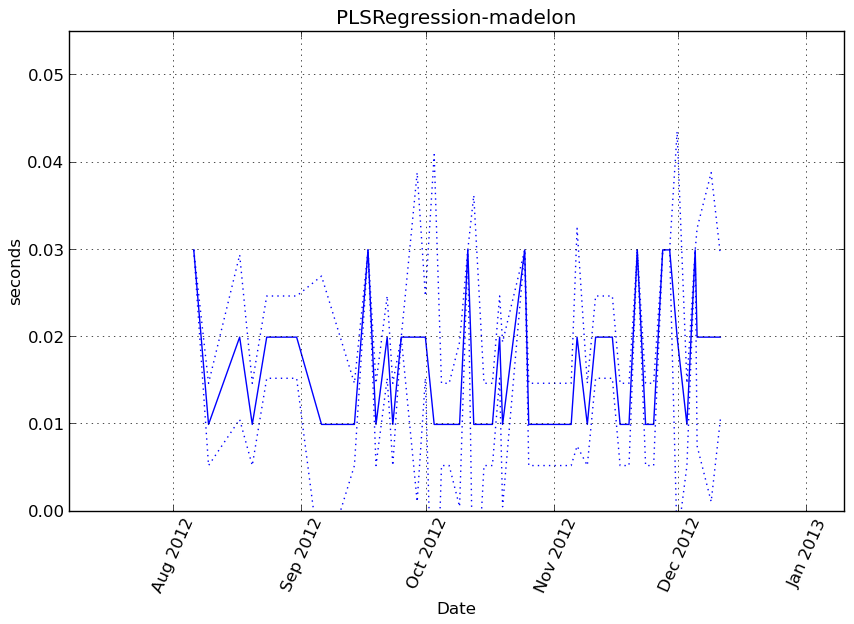 PLSRegression-madelon
seconds
0.05
0.04
0.03
0.02
0.01
0.00
Aug 2012
Sep 2012
Oct 2012
Nov 2012
Dec 2012
Jan 2013
Date